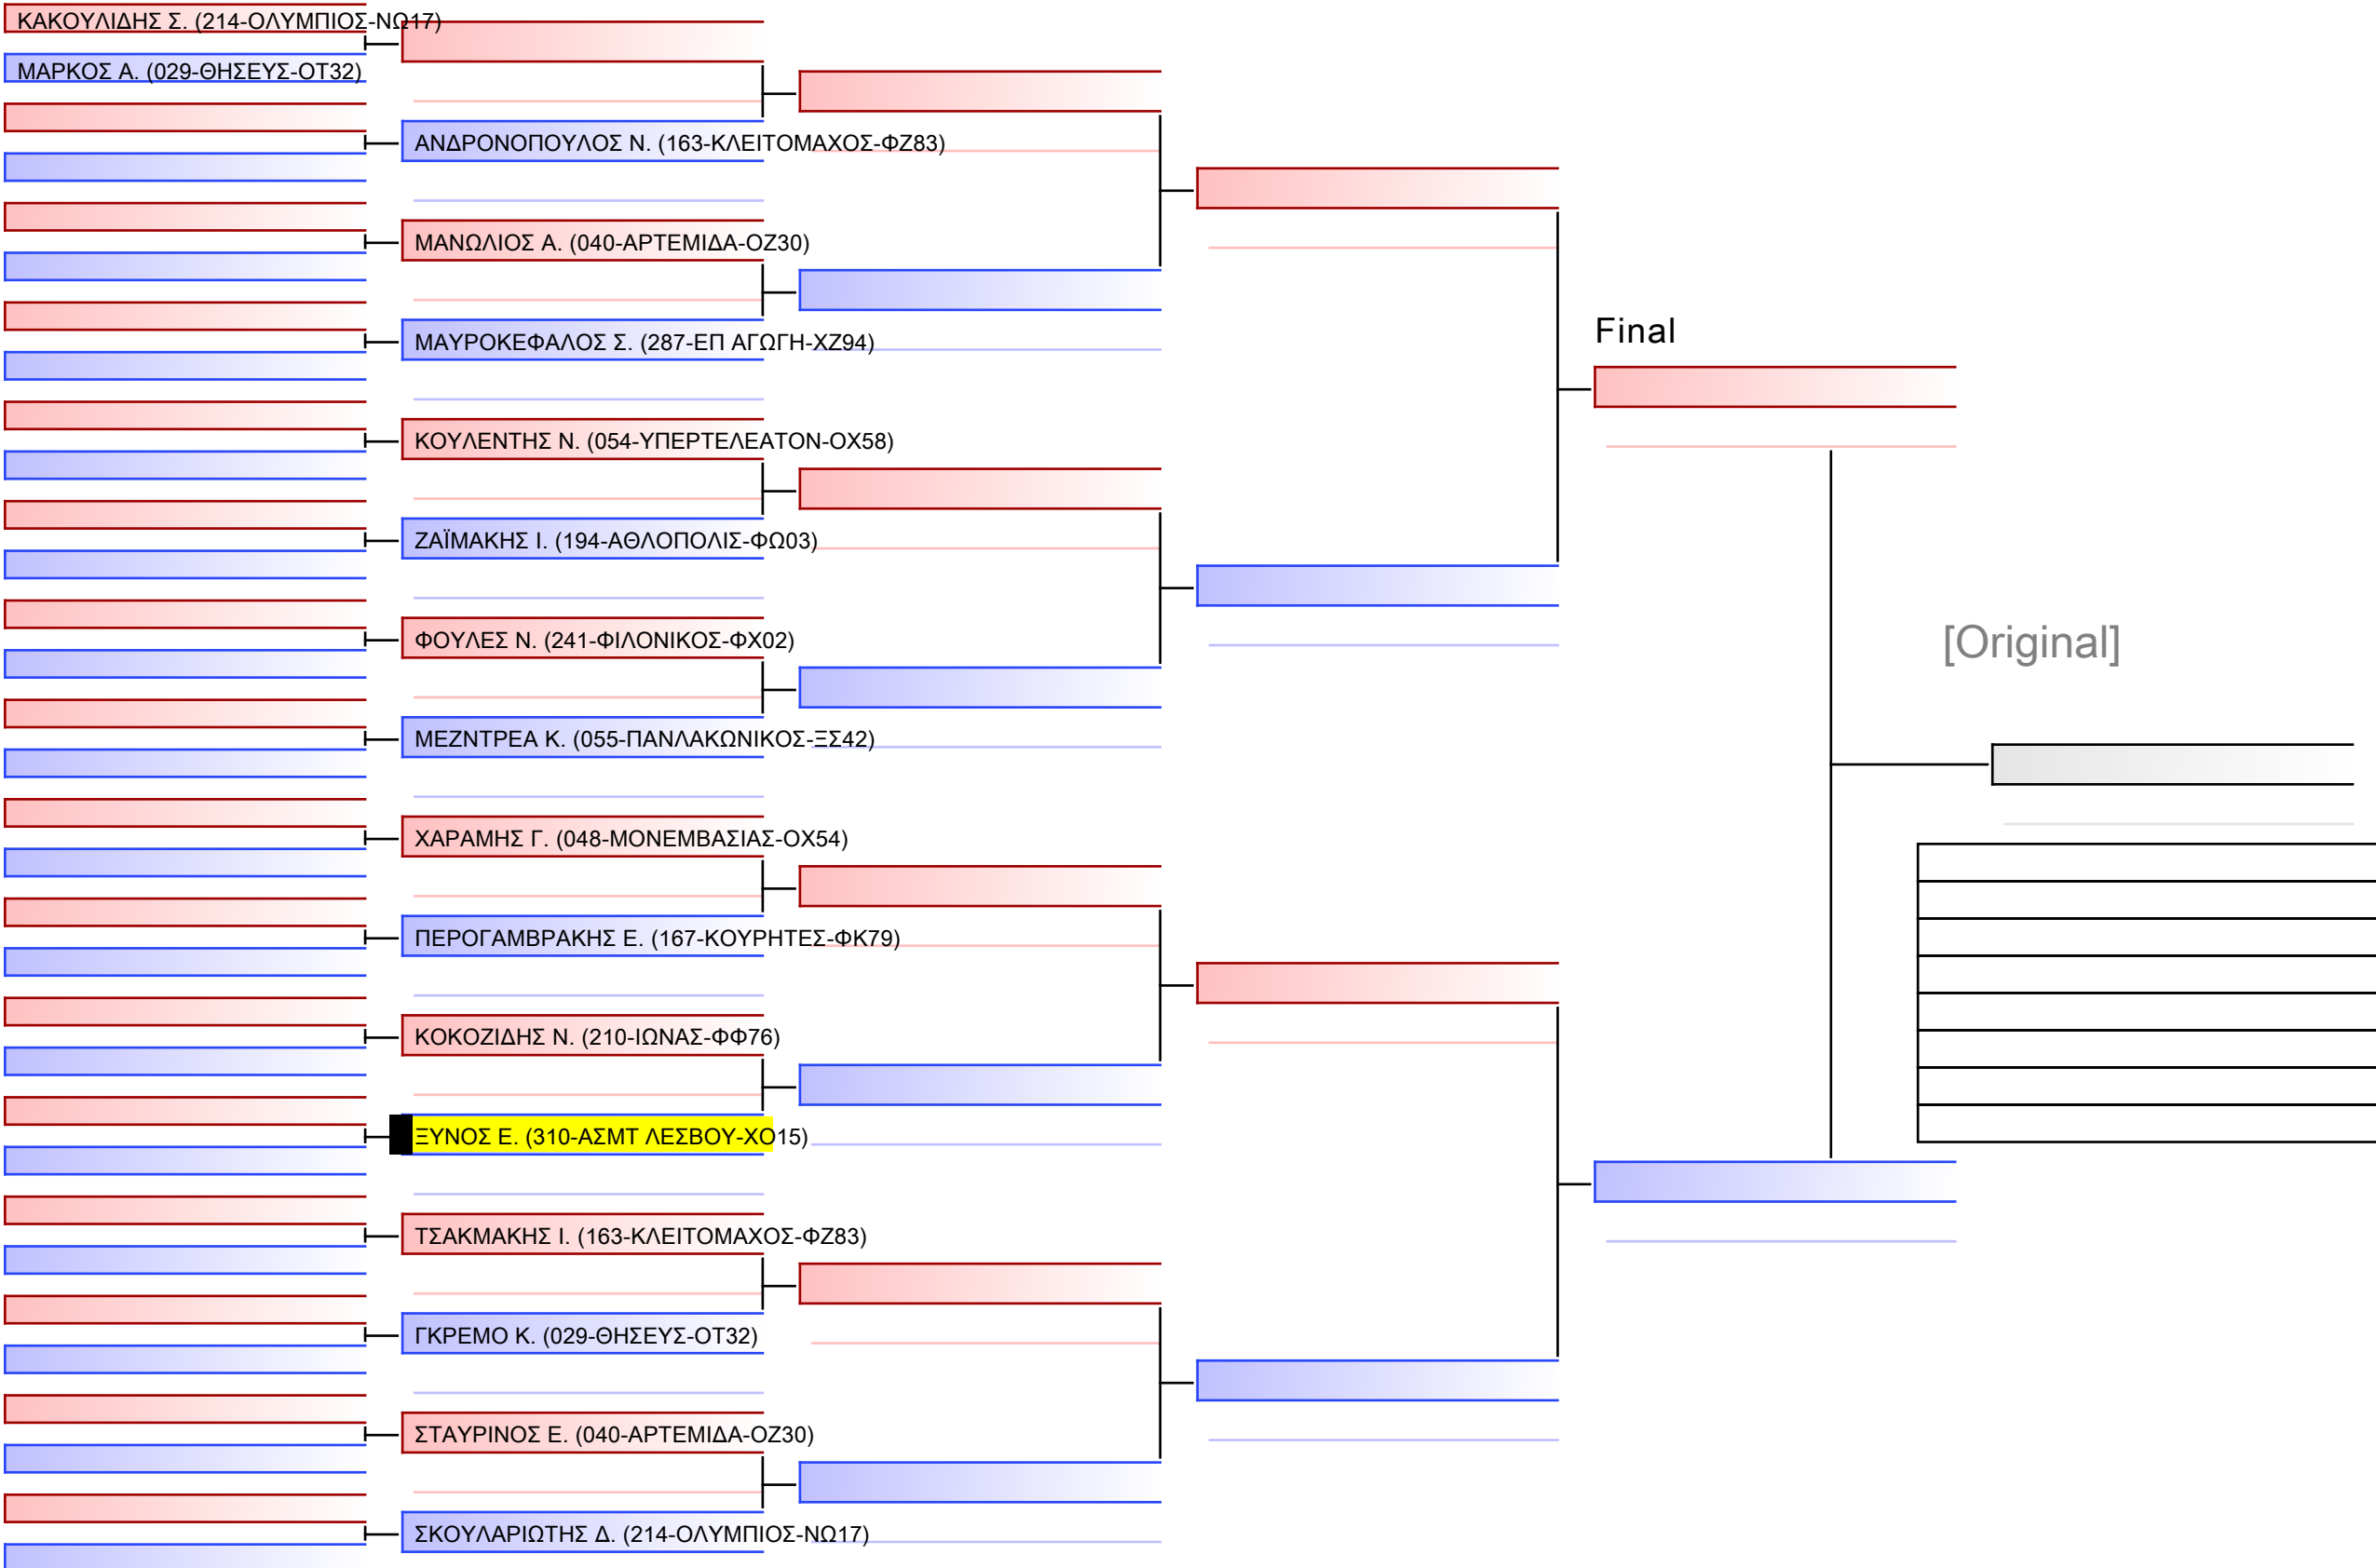 ΚΑΚΟΥΛΙΔΗΣ Σ. (214-ΟΛΥΜΠΙΟΣ-ΝΩ17)
ΜΑΡΚΟΣ Α. (029-ΘΗΣΕΥΣ-ΟΤ32)
ΑΝΔΡΟΝΟΠΟΥΛΟΣ Ν. (163-ΚΛΕΙΤΟΜΑΧΟΣ-ΦΖ83)
ΜΑΝΩΛΙΟΣ Α. (040-ΑΡΤΕΜΙΔΑ-ΟΖ30)
ΜΑΥΡΟΚΕΦΑΛΟΣ Σ. (287-ΕΠ ΑΓΩΓΗ-ΧΖ94)
Final
ΚΟΥΛΕΝΤΗΣ Ν. (054-ΥΠΕΡΤΕΛΕΑΤΟΝ-ΟΧ58)
ΖΑΪΜΑΚΗΣ Ι. (194-ΑΘΛΟΠΟΛΙΣ-ΦΩ03)
ΦΟΥΛΕΣ Ν. (241-ΦΙΛΟΝΙΚΟΣ-ΦΧ02)
[Original]
ΜΕΖΝΤΡΕΑ Κ. (055-ΠΑΝΛΑΚΩΝΙΚΟΣ-ΞΣ42)
ΧΑΡΑΜΗΣ Γ. (048-ΜΟΝΕΜΒΑΣΙΑΣ-ΟΧ54)
ΠΕΡΟΓΑΜΒΡΑΚΗΣ Ε. (167-ΚΟΥΡΗΤΕΣ-ΦΚ79)
ΚΟΚΟΖΙΔΗΣ Ν. (210-ΙΩΝΑΣ-ΦΦ76)
ΞΥΝΟΣ Ε. (310-ΑΣΜΤ ΛΕΣΒΟΥ-ΧΟ15)
ΤΣΑΚΜΑΚΗΣ Ι. (163-ΚΛΕΙΤΟΜΑΧΟΣ-ΦΖ83)
ΓΚΡΕΜΟ Κ. (029-ΘΗΣΕΥΣ-ΟΤ32)
ΣΤΑΥΡΙΝΟΣ Ε. (040-ΑΡΤΕΜΙΔΑ-ΟΖ30)
ΣΚΟΥΛΑΡΙΩΤΗΣ Δ. (214-ΟΛΥΜΠΙΟΣ-ΝΩ17)